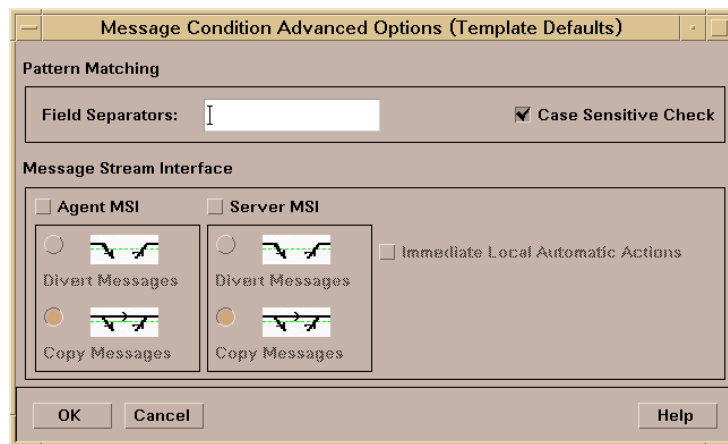 Message Condition Advanced Options (Template Defaults)
Pattern Matching
Field Separators:
Case Sensitive Check
Message Stream Interface
Agent MSI
Server MSI
Divert Messages
Divert Messages
Immediate Local Automatic Actions
Copy Messages
Copy Messages
OK
Cancel
Help